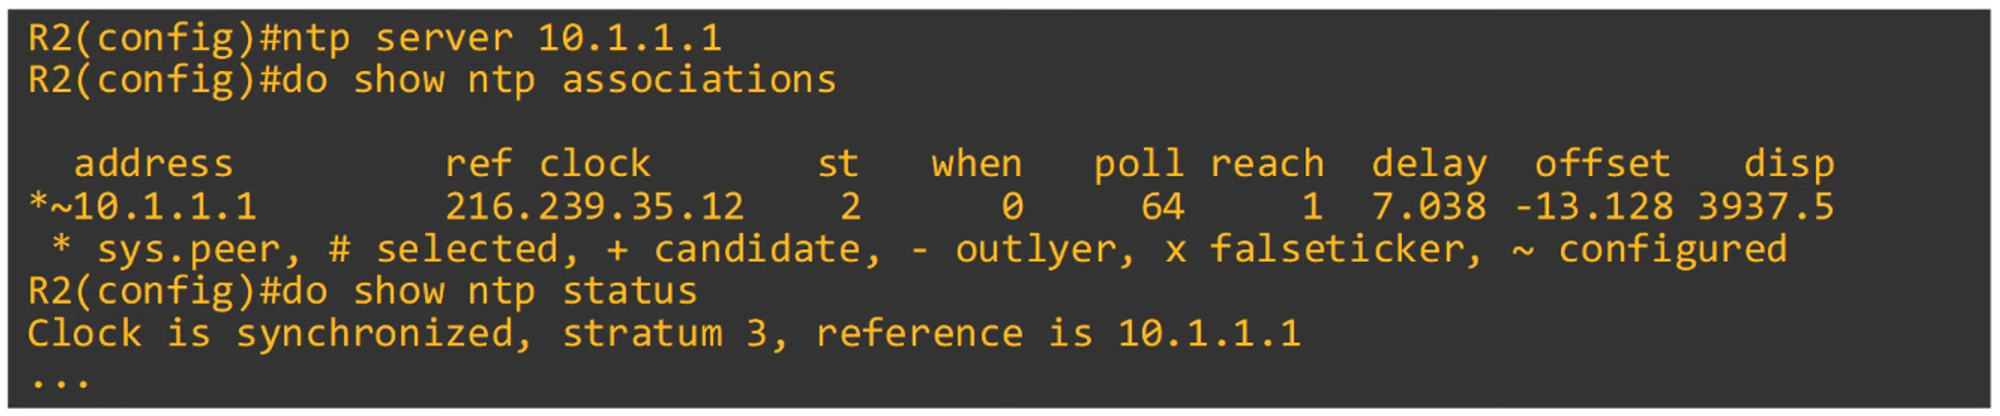 R2(config)#ntp server 10.1.1.1
R2(config)#do show ntp associations
address ref clock st when poll reach delay offset disp
*~10.1.1.1 216.239.35.12 2 0 64 1 7.038 -13.128 3937.5
* sys.peer, # selected, + candidate, - outlyer, x falseticker, ~ configured
R2(config)#do show ntp status
Clock is synchronized, stratum 3, reference is 10.1.1.1
...